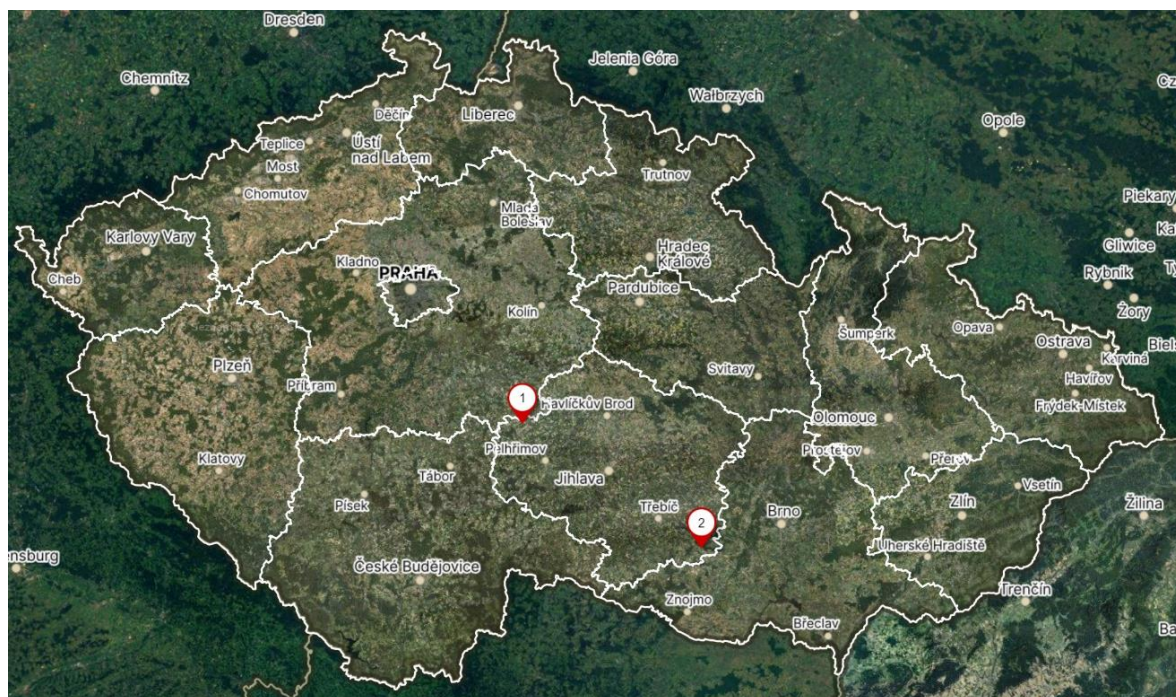 Dresden
Chemnitz
Jelenia Góra
Wałbrzych
Opole
Děčín
Liberec
Teplice
Ústí
nad Labem
Most
Chomutov
Trutnov
Mladá
Boleslav
Karlovy Vary
Cheb
Kladno
PRAHA
Hradec
Králové
Pardubice
Kolín
Piekary
Gliwice
Rybnik
Żory
Šumperk
Opava
Ostrava
Karviná
Havířov
Frýdek-Místek
Plzeň
Příbram
Svitavy
1
Havlíčkův Brod
Olomouc
Klatovy
Pelhřimov
Tábor
Jihlava
Prostějov
Přerov
Písek
Třebíč
2
Brno
Zlín
Vsetín
Žilina
Uherské Hradiště
České Budějovice
Znojmo
Břeclav
Trenčín